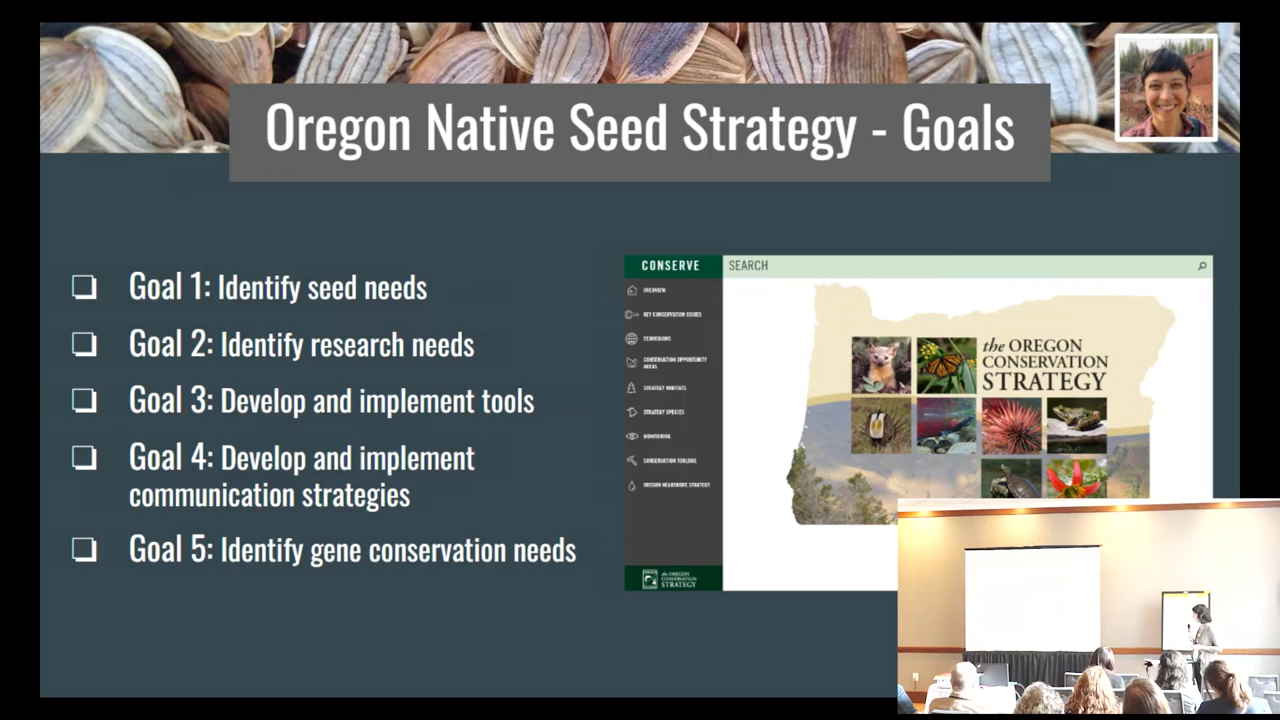 Oregon Native Seed Strategy - Goals
Goal 1: Identify seed needs
Goal 2: Identify research needs
Goal 3: Develop and implement tools
Goal 4: Develop and implement
communication strategies
Goal 5: Identify gene conservation needs
CONSERVE
SEARCH
OVERVIEW
KEY CONSERVATION ISSUES
ECOREGIONS
CONSERVATION OPPORTUNITY
AREAS
STRATEGY HABITATS
STRATEGY SPECIES
MONITORING
CONSERVATION TOOLBOX
OREGON NEARSHORE STRATEGY
the OREGON
CONSERVATION
STRATEGY
the OREGON
CONSERVATION
STRATEGY